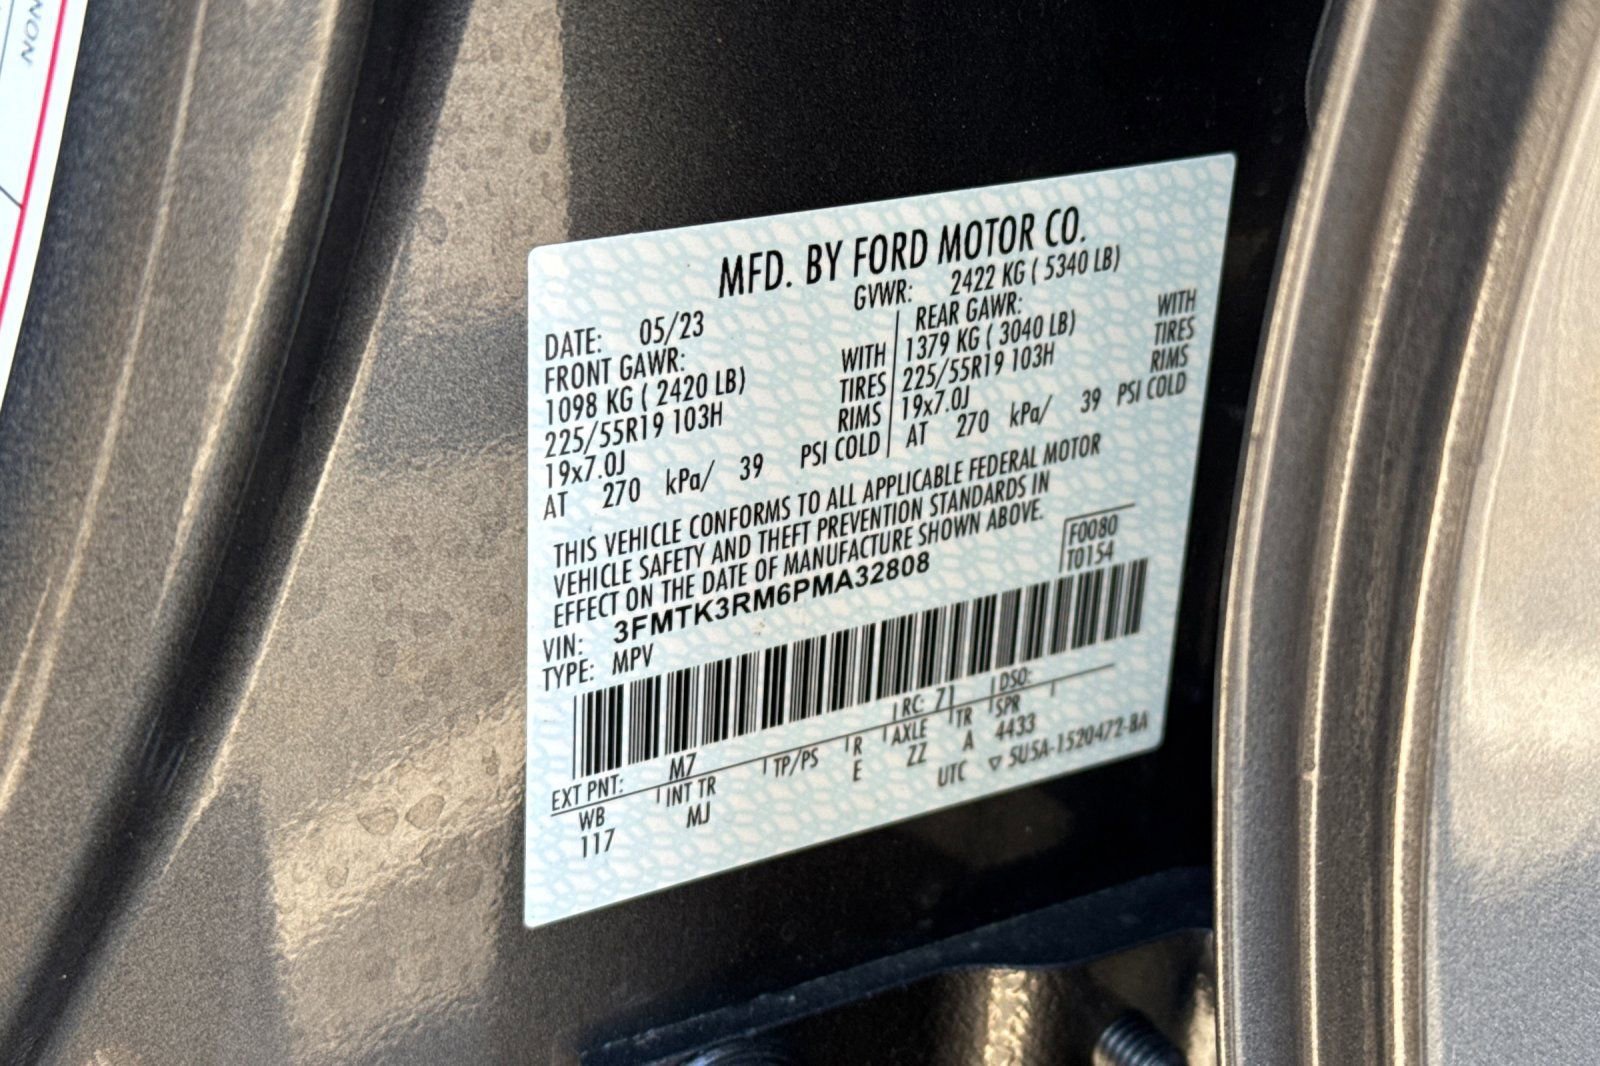 NON
MFD. BY FORD MOTOR CO.
DATE: 05/23 GVWR: 2422 KG ( 5340 LB)
FRONT GAWR: REAR GAWR:
1098 KG ( 2420 LB) WITH 1379 KG ( 3040 LB) WITH
225/55R19 103H TIRES 225/55R19 103H TIRES
19x7.0J RIMS 19x7.0J RIMS
AT 270 kPa/ 39 PSI COLD AT 270 kPa/ 39 PSI COLD
THIS VEHICLE CONFORMS TO ALL APPLICABLE FEDERAL MOTOR
VEHICLE SAFETY AND THEFT PREVENTION STANDARDS IN
EFFECT ON THE DATE OF MANUFACTURE SHOWN ABOVE.
F0080
T0154
VIN: 3FMTK3RM6PMA32808
TYPE: MPV
EXT PNT: M7 RC: 71 DSO:
WB INT TR TP/PS R AXLE TR SPR
117 MJ E ZZ A 4433
UTC ▽ 5U5A-1520472-BA